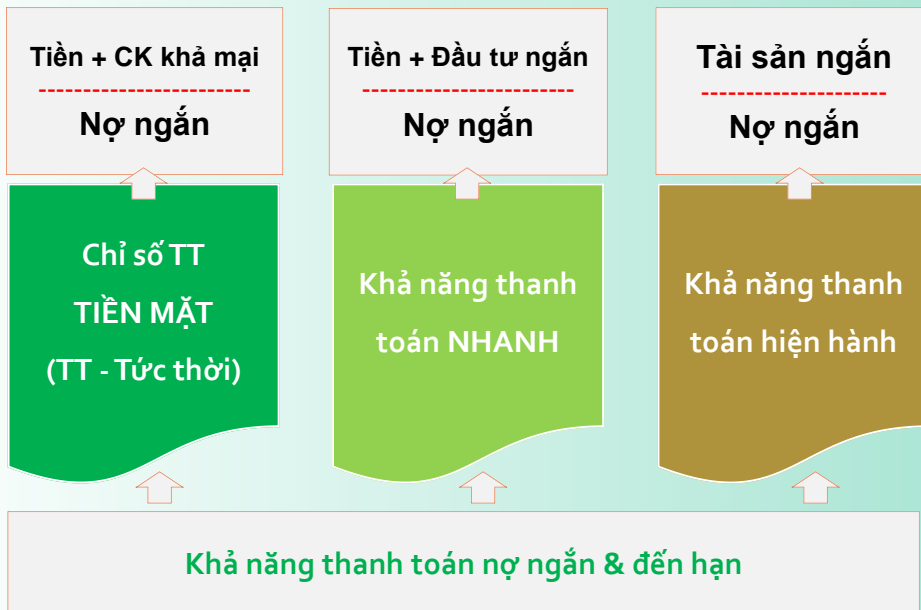 Tiền + CK khả mại
Nợ ngắn
Tiền + Đầu tư ngắn
Nợ ngắn
Tài sản ngắn
Nợ ngắn
Chỉ số TT
TIỀN MẶT
(TT - Tức thời)
Khả năng thanh
toán NHANH
Khả năng thanh
toán hiện hành
Khả năng thanh toán nợ ngắn & đến hạn